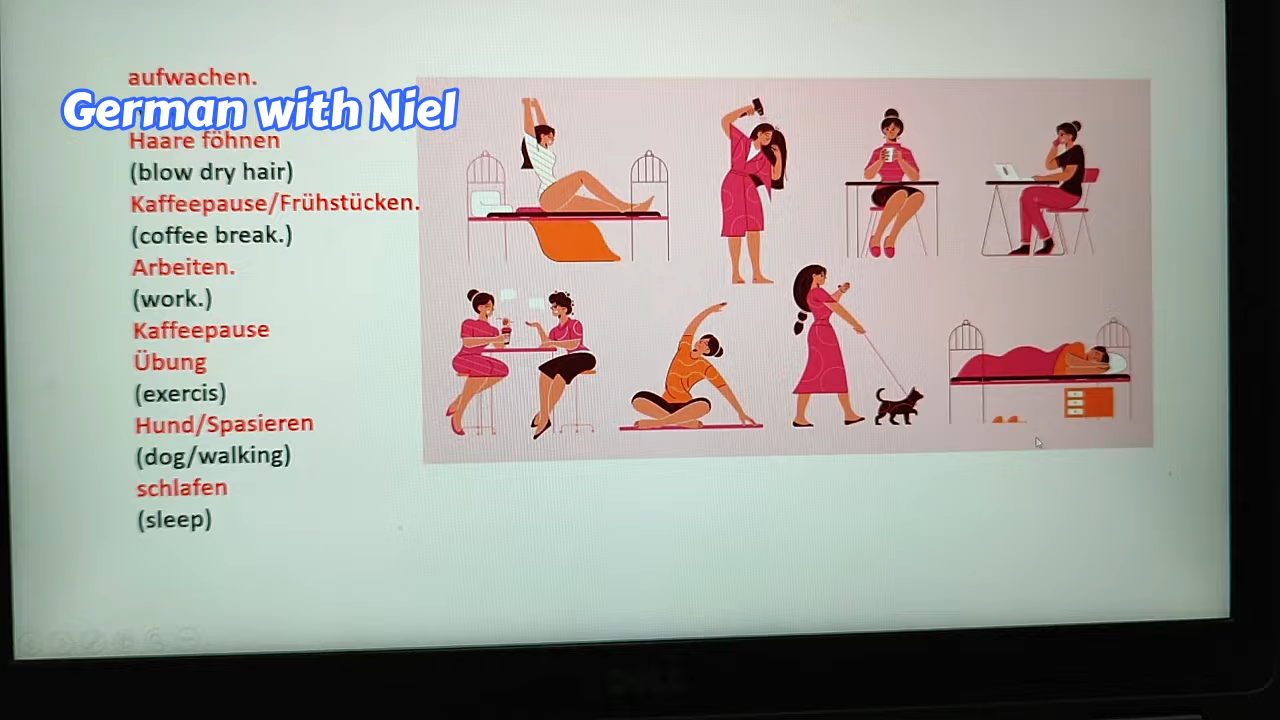 aufwachen.
German with Niel
Haare föhnen
(blow dry hair)
Kaffeepause/Frühstücken.
(coffee break.)
Arbeiten.
(work.)
Kaffeepause
Übung
(exercis)
Hund/Spasieren
(dog/walking)
schlafen
(sleep)